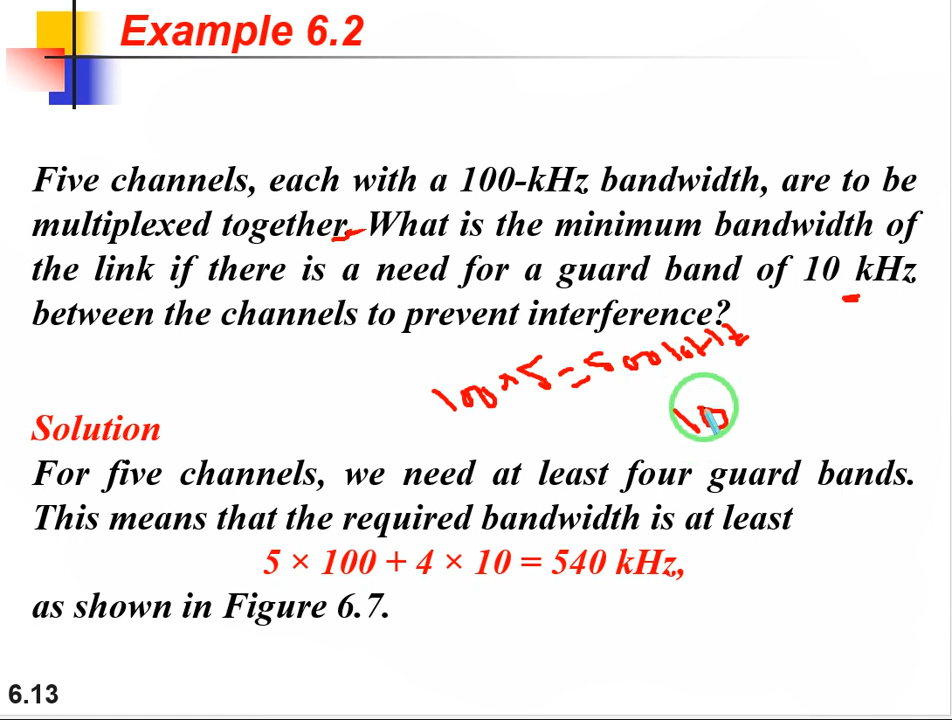 Example 6.2
Five channels, each with a 100-kHz bandwidth, are to be
multiplexed together. What is the minimum bandwidth of
the link if there is a need for a guard band of 10 kHz
between the channels to prevent interference?
100 × 5 = 500 kHz
10
Solution
For five channels, we need at least four guard bands.
This means that the required bandwidth is at least
5 × 100 + 4 × 10 = 540 kHz,
as shown in Figure 6.7.
6.13